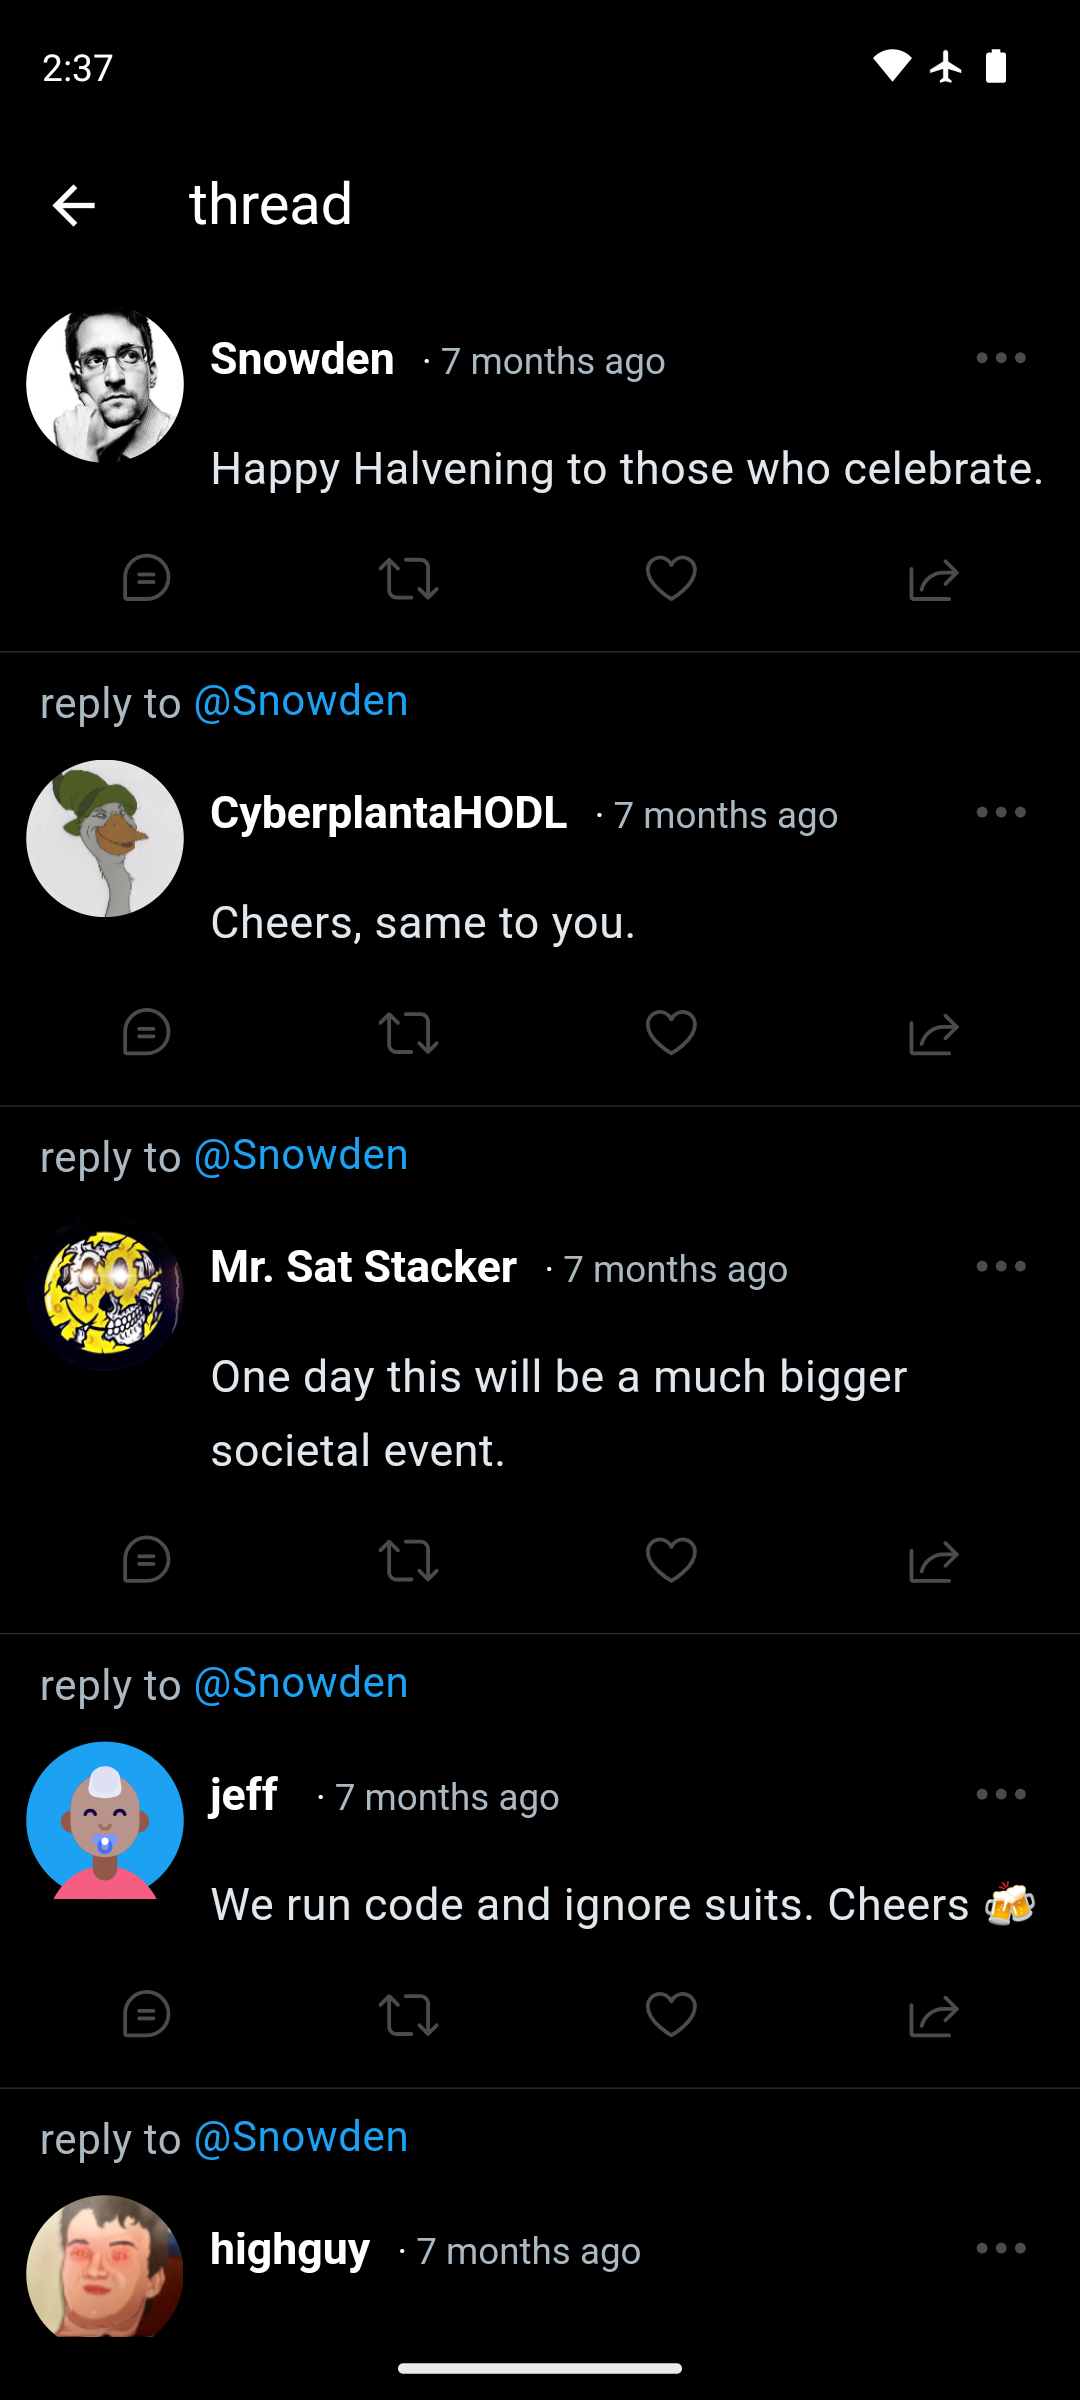 2:37
thread
Snowden · 7 months ago
Happy Halvening to those who celebrate.
reply to @Snowden
CyberplantaHODL · 7 months ago
Cheers, same to you.
reply to @Snowden
Mr. Sat Stacker · 7 months ago
One day this will be a much bigger
societal event.
reply to @Snowden
jeff · 7 months ago
We run code and ignore suits. Cheers 🍻
reply to @Snowden
highguy · 7 months ago